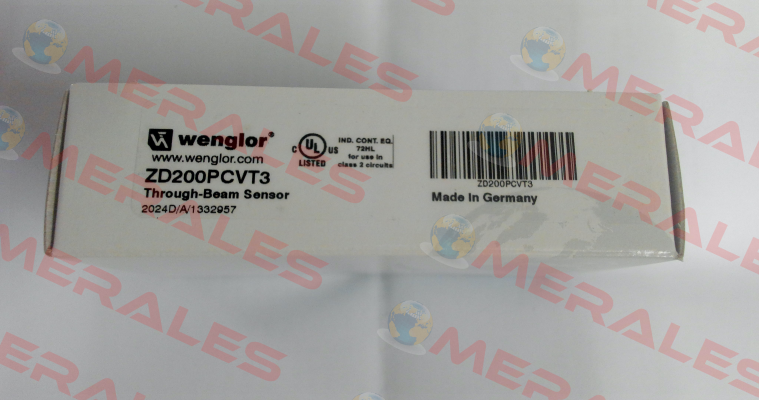 wenglor®
www.wenglor.com
ZD200PCVT3
Through-Beam Sensor
2024D/A/1332957
C UL US
LISTED
IND. CONT. EQ.
72HL
for use in
class 2 circuits
ZD200PCVT3
Made in Germany
MERALES
MERALES
MERALES
MERALES
MERALES
MERALES